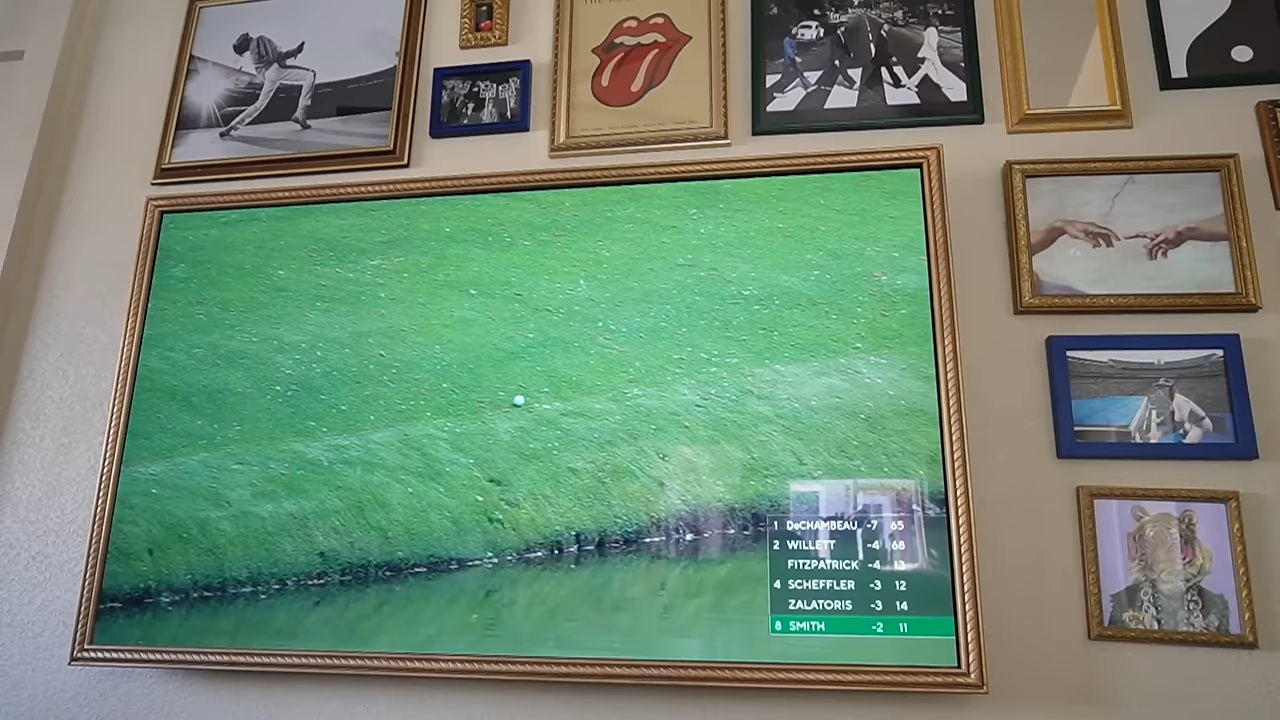 1 DeCHAMBEAU -7 65
2 WILLETT -4 68
FITZPATRICK -4 13
4 SCHEFFLER -3 12
ZALATORIS -3 14
8 SMITH -2 11